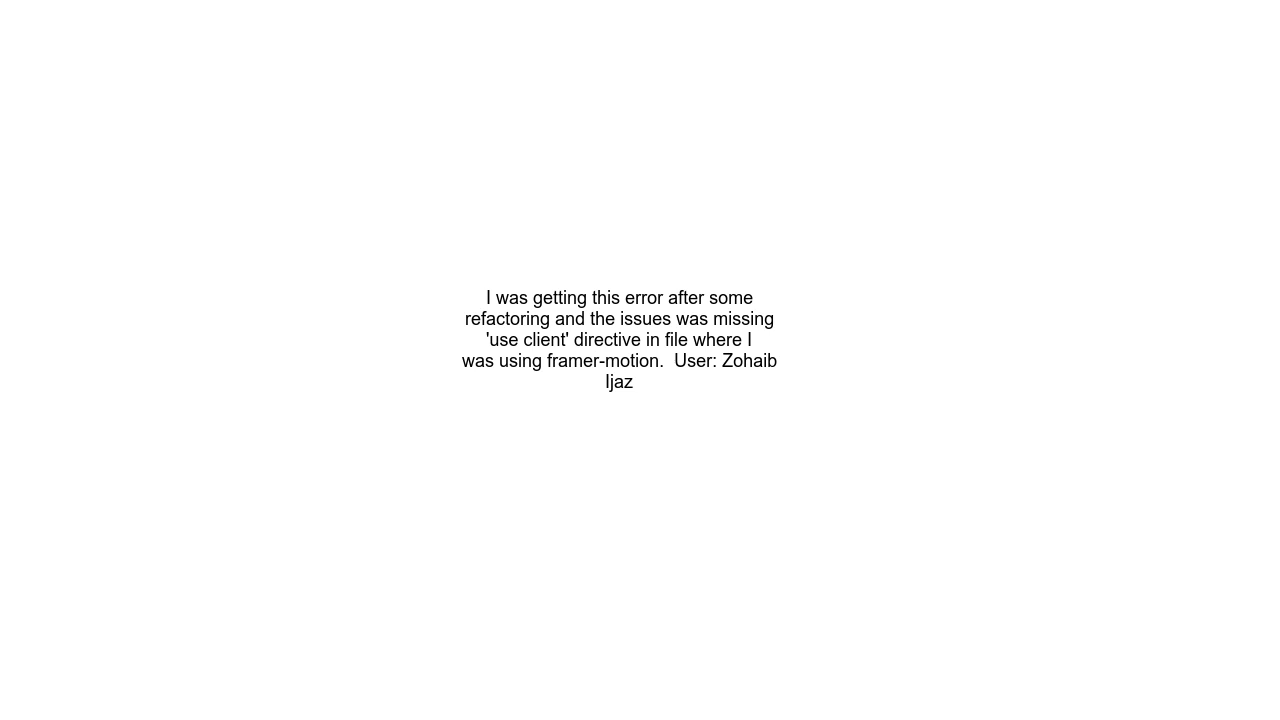 I was getting this error after some
refactoring and the issues was missing
'use client' directive in file where I
was using framer-motion.  User: Zohaib
Ijaz